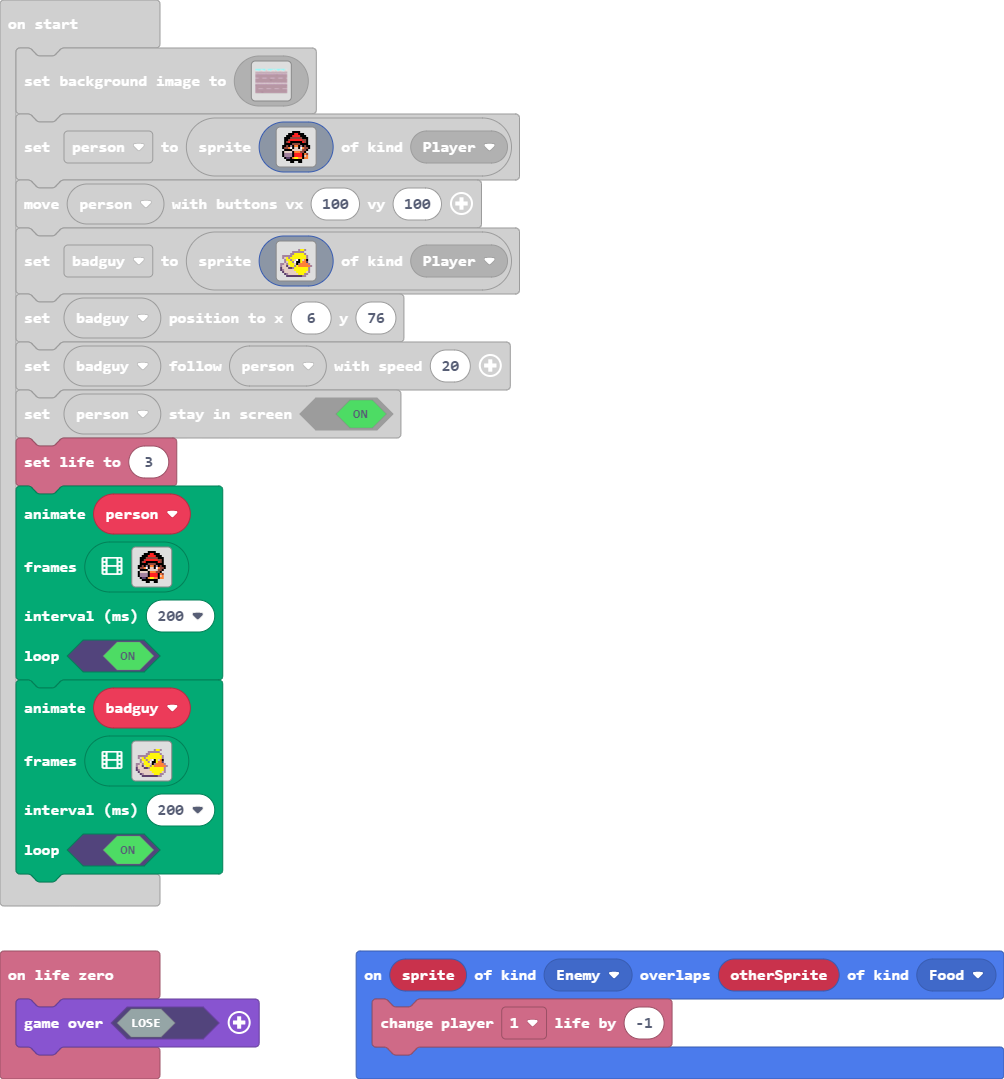 on start
set background image to
set person to sprite of kind Player
move person with buttons vx 100 vy 100
set badguy to sprite of kind Player
set badguy position to x 6 y 76
set badguy follow person with speed 20
set person stay in screen ON
set life to 3
animate person
frames
interval (ms) 200
loop ON
animate badguy
frames
interval (ms) 200
loop ON
on life zero
game over LOSE
on sprite of kind Enemy overlaps otherSprite of kind Food
change player 1 life by -1